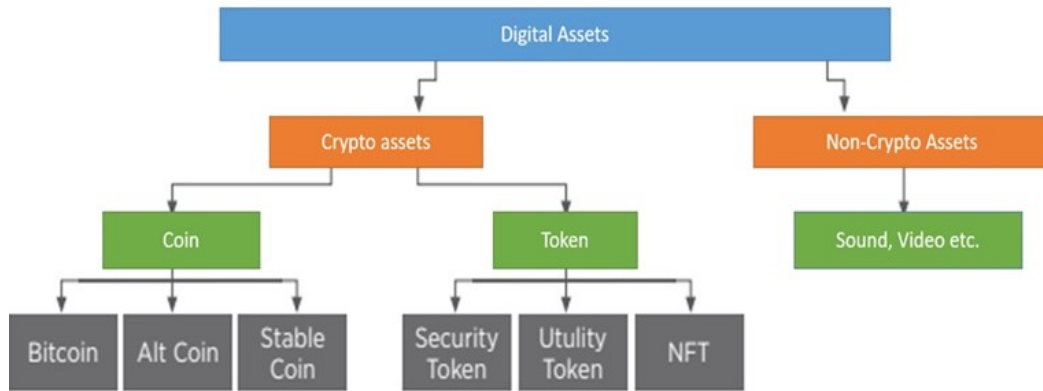 Digital Assets
Crypto assets
Non-Crypto Assets
Coin
Token
Sound, Video etc.
Bitcoin
Alt Coin
Stable
Coin
Security
Token
Utulity
Token
NFT